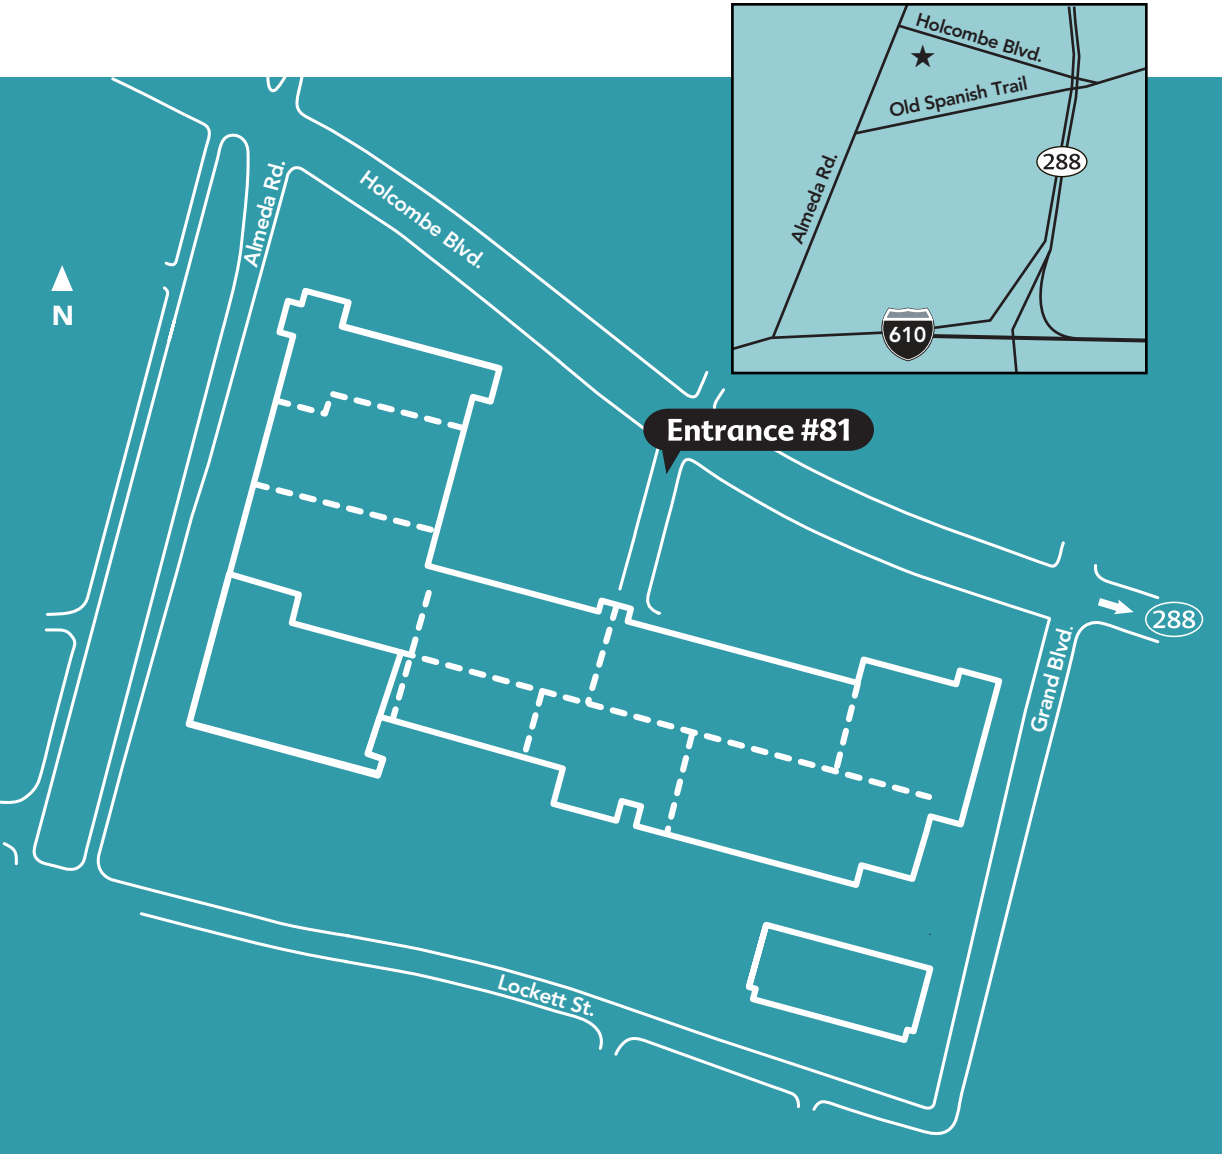 Holcombe Blvd.
Old Spanish Trail
288
Almeda Rd.
610
Almeda Rd.
Holcombe Blvd.
N
Entrance #81
288
Grand Blvd.
Lockett St.